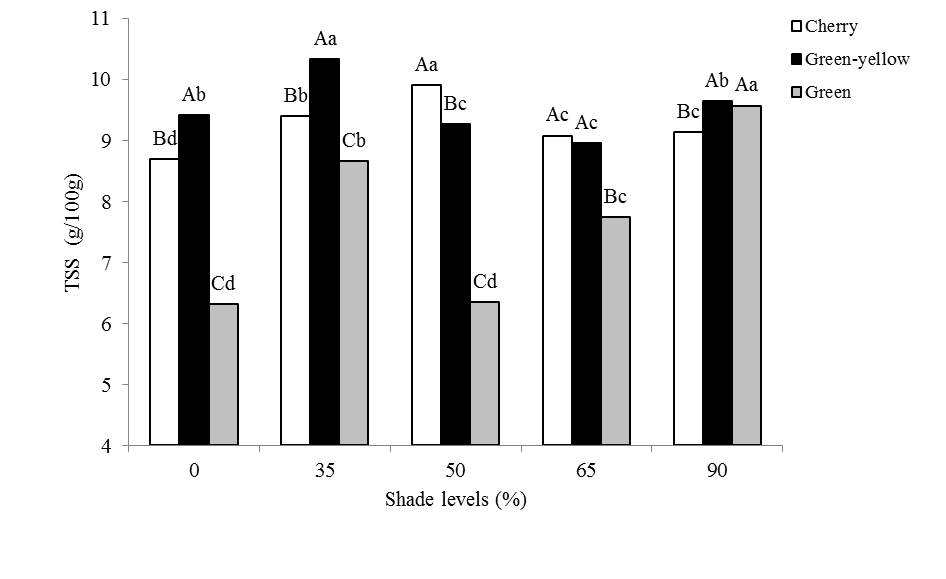 11
10
9
8
7
6
5
4
TSS (g/100g)
Bd Ab Cd
Bb Aa Cb
Aa Bc Cd
Ac Ac Bc
Bc Ab Aa
0 35 50 65 90
Shade levels (%)
Cherry
Green-yellow
Green